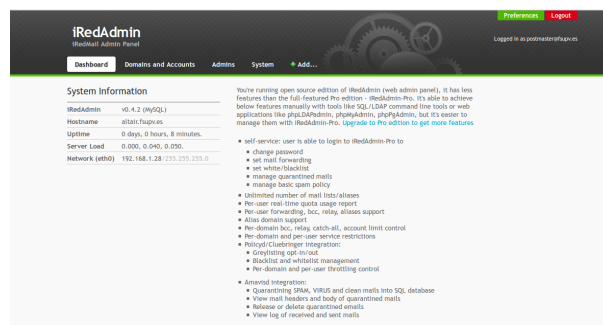 Preferences
Logout
iRedAdmin
iRedMail Admin Panel
Logged in as postmaster@fsupv.es
Dashboard
Domains and Accounts
Admins
System
+ Add...
System Information
iRedAdmin v0.4.2 (MySQL)
Hostname altair.fsupv.es
Uptime 0 days, 0 hours, 8 minutes.
Server Load 0.000, 0.040, 0.050.
Network (eth0) 192.168.1.28/255.255.255.0
You're running open source edition of iRedAdmin (web admin panel), it has less
features than the full-featured Pro edition - iRedAdmin-Pro. It's able to achieve
below features manually with tools like SQL/LDAP command line tools or web
applications like phpLDAPadmin, phpMyAdmin, phpPgAdmin, but it's easier to
manage them with iRedAdmin-Pro. Upgrade to Pro edition to get more features
self-service: user is able to login to iRedAdmin-Pro to
change password
set mail forwarding
set white/blacklist
manage quarantined mails
manage basic spam policy
Unlimited number of mail lists/aliases
Per-user real-time quota usage report
Per-user forwarding, bcc, relay, aliases support
Alias domain support
Per-domain bcc, relay, catch-all, account limit control
Per-domain and per-user service restrictions
Policyd/Cluebringer integration:
Greylisting opt-in/out
Blacklist and whitelist management
Per-domain and per-user throttling control
Amavisd integration:
Quarantining SPAM, VIRUS and clean mails into SQL database
View mail headers and body of quarantined mails
Release or delete quarantined emails
View log of received and sent mails